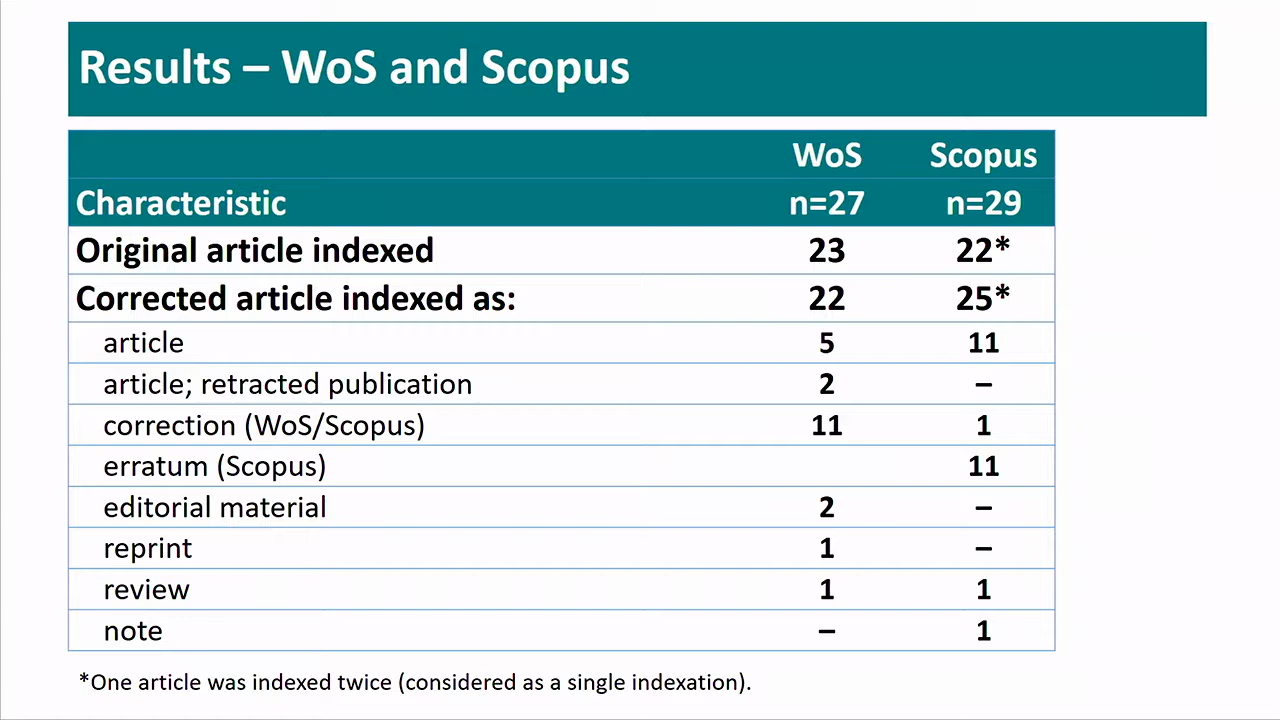 Results – WoS and Scopus
WoS Scopus
Characteristic n=27 n=29
Original article indexed 23 22*
Corrected article indexed as: 22 25*
article 5 11
article; retracted publication 2 –
correction (WoS/Scopus) 11 1
erratum (Scopus) 11
editorial material 2 –
reprint 1 –
review 1 1
note – 1
*One article was indexed twice (considered as a single indexation).